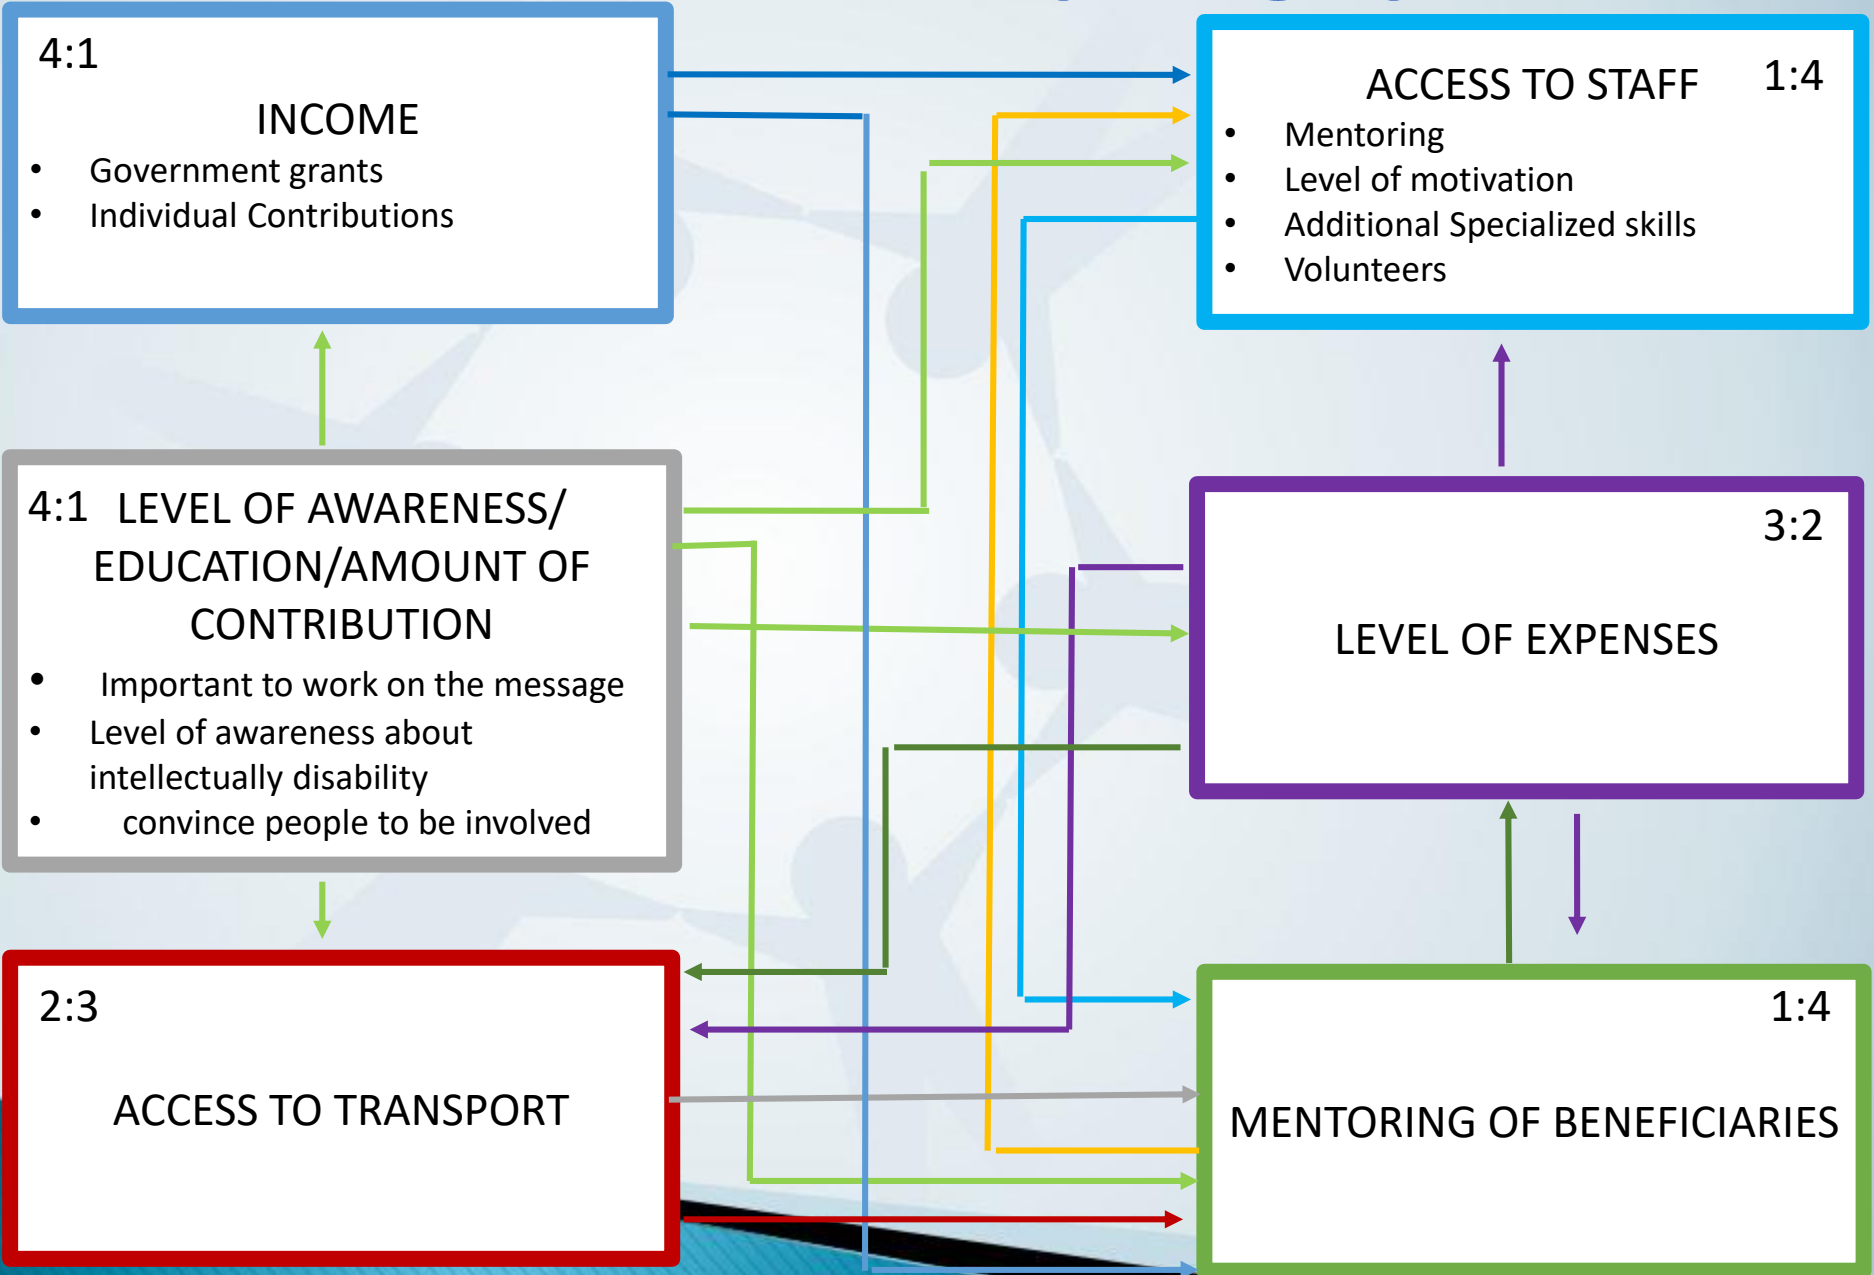 4:1
INCOME
• Government grants
• Individual Contributions
ACCESS TO STAFF 1:4
• Mentoring
• Level of motivation
• Additional Specialized skills
• Volunteers
4:1 LEVEL OF AWARENESS/
EDUCATION/AMOUNT OF
CONTRIBUTION
• Important to work on the message
• Level of awareness about
intellectually disability
• convince people to be involved
3:2
LEVEL OF EXPENSES
2:3
ACCESS TO TRANSPORT
1:4
MENTORING OF BENEFICIARIES